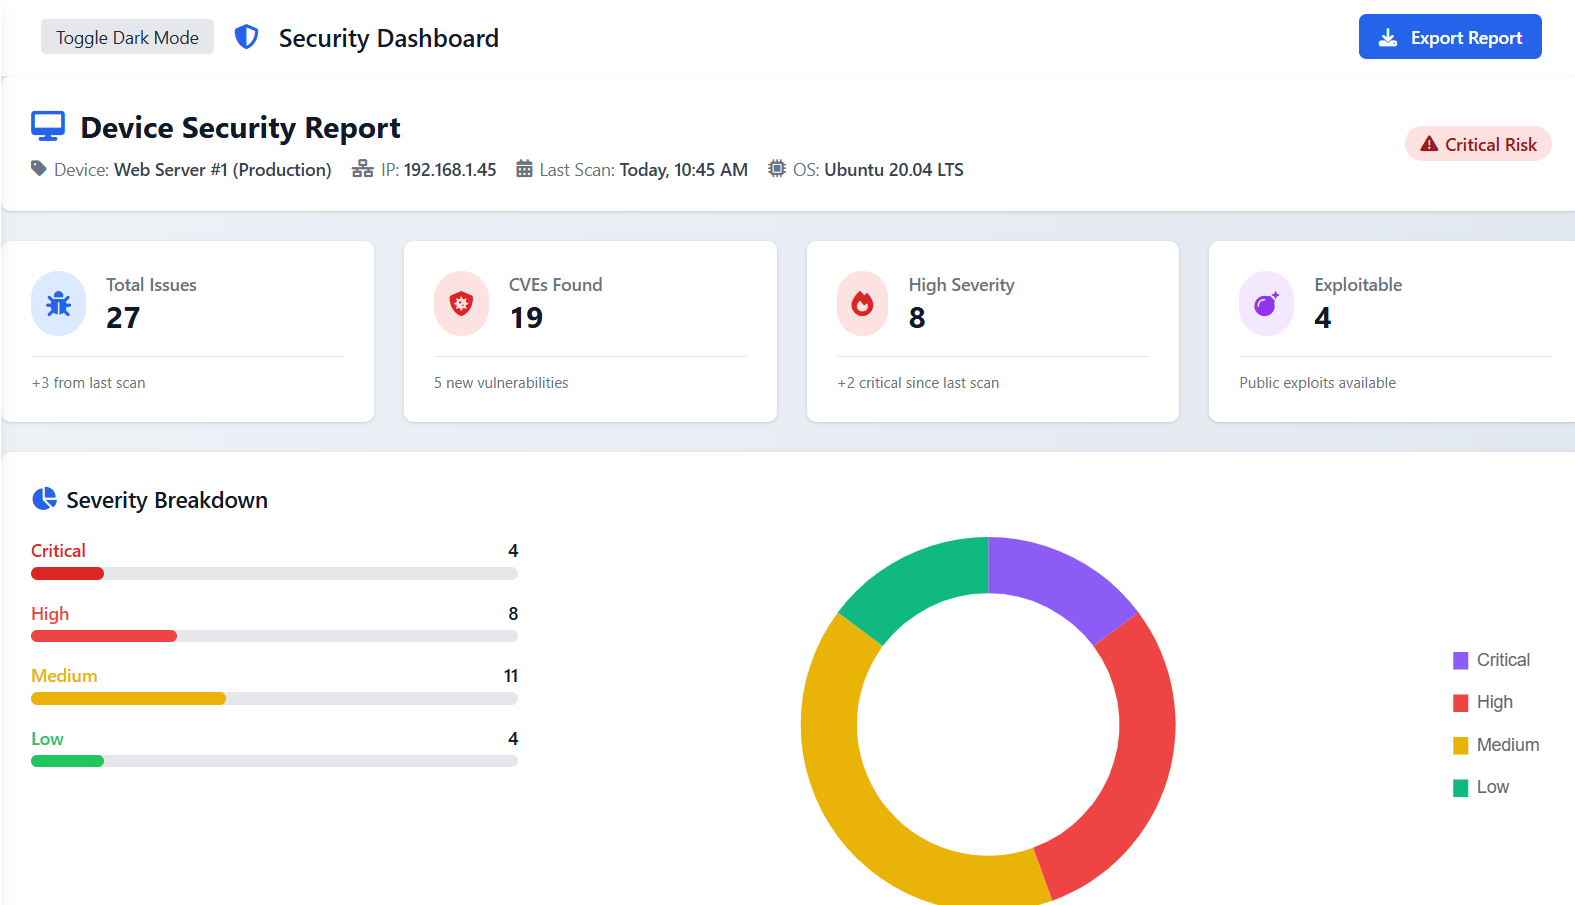 Toggle Dark Mode
Security Dashboard
Export Report
Device Security Report
Critical Risk
Device: Web Server #1 (Production) IP: 192.168.1.45 Last Scan: Today, 10:45 AM OS: Ubuntu 20.04 LTS
Total Issues
27
+3 from last scan
CVEs Found
19
5 new vulnerabilities
High Severity
8
+2 critical since last scan
Exploitable
4
Public exploits available
Severity Breakdown
Critical 4
High 8
Medium 11
Low 4
Critical
High
Medium
Low